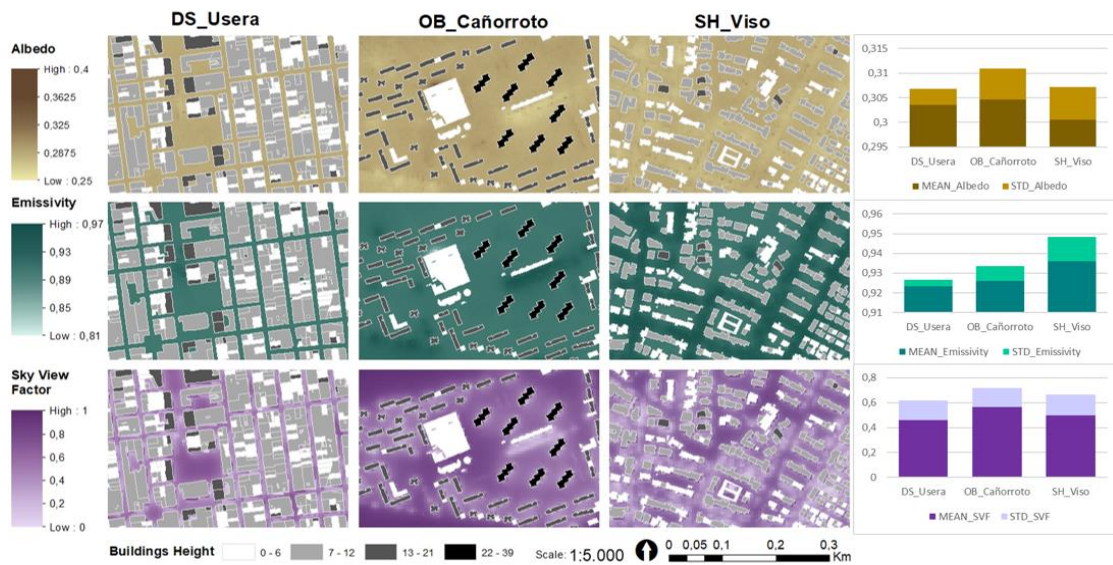 DS_Usera
OB_Cañorroto
SH_Viso
Albedo
High : 0,4
0,3625
0,325
0,2875
Low : 0,25
Emissivity
High : 0,97
0,93
0,89
0,85
Low : 0,81
Sky View
Factor
High : 1
0,8
0,6
0,4
0,2
Low : 0
0,315
0,31
0,305
0,3
0,295
DS_Usera OB_Cañorroto SH_Viso
MEAN_Albedo STD_Albedo
0,96
0,95
0,94
0,93
0,92
0,91
DS_Usera OB_Cañorroto SH_Viso
MEAN_Emissivity STD_Emissivity
0,8
0,6
0,4
0,2
0
DS_Usera OB_Cañorroto SH_Viso
MEAN_SVF STD_SVF
Buildings Height 0 - 6 7 - 12 13 - 21 22 - 39 Scale: 1:5.000
0 0,05 0,1 0,2 0,3
Km